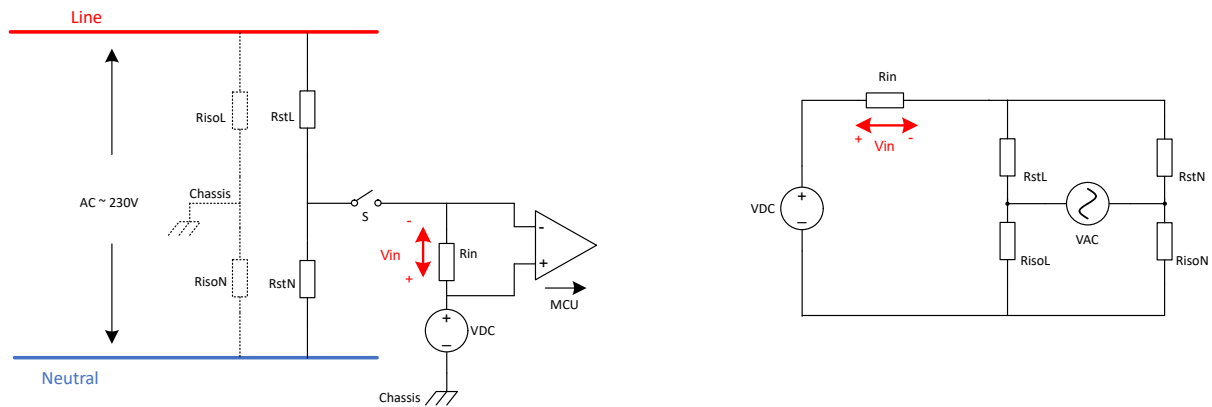 Line
RisoL
RstL
Chassis
AC ~ 230V
S
-
Vin
+
Rin
-
+
MCU
RisoN
RstN
+
−
VDC
Neutral
Chassis
Rin
+ Vin -
RstL
RstN
VDC
+
−
VAC
RisoL
RisoN